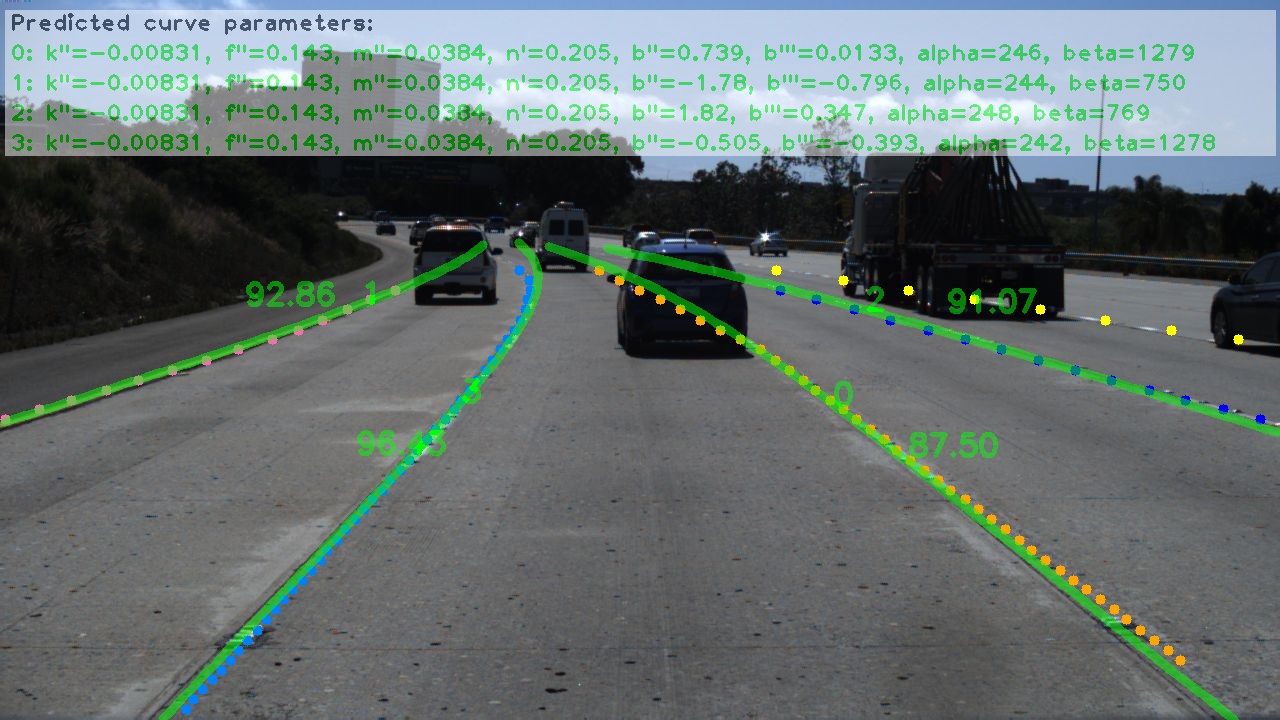 Predicted curve parameters:
0: k''=-0.00831, f''=0.143, m''=0.0384, n'=0.205, b''=0.739, b'''=0.0133, alpha=246, beta=1279
1: k''=-0.00831, f''=0.143, m''=0.0384, n'=0.205, b''=-1.78, b'''=-0.796, alpha=244, beta=750
2: k''=-0.00831, f''=0.143, m''=0.0384, n'=0.205, b''=1.82, b'''=0.347, alpha=248, beta=769
3: k''=-0.00831, f''=0.143, m''=0.0384, n'=0.205, b''=-0.505, b'''=-0.393, alpha=242, beta=1278
92.86 1 2 91.07
3 0
87.50